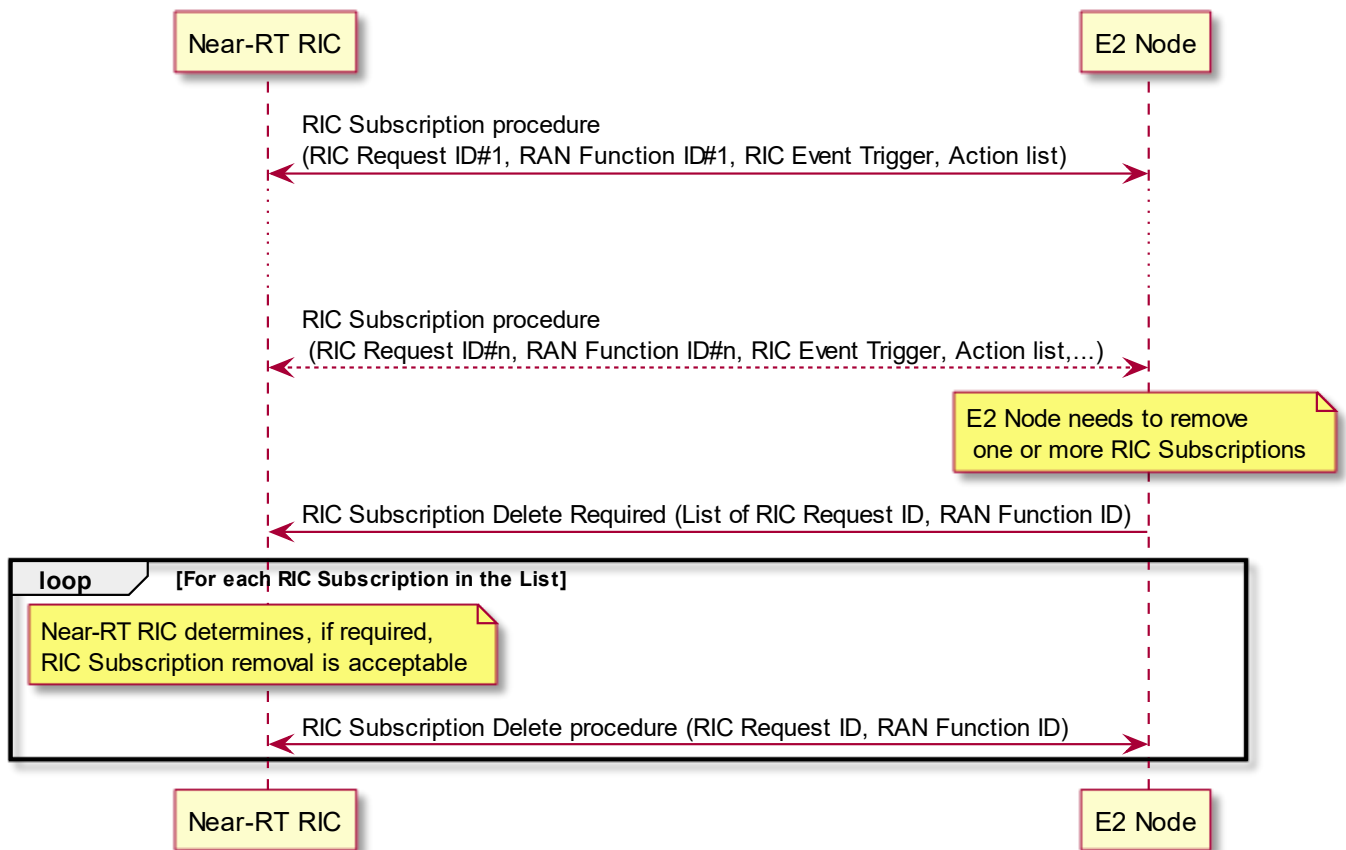 Near-RT RIC
E2 Node
RIC Subscription procedure
(RIC Request ID#1, RAN Function ID#1, RIC Event Trigger, Action list)
RIC Subscription procedure
(RIC Request ID#n, RAN Function ID#n, RIC Event Trigger, Action list,...)
E2 Node needs to remove
one or more RIC Subscriptions
RIC Subscription Delete Required (List of RIC Request ID, RAN Function ID)
loop
[For each RIC Subscription in the List]
Near-RT RIC determines, if required,
RIC Subscription removal is acceptable
RIC Subscription Delete procedure (RIC Request ID, RAN Function ID)
Near-RT RIC
E2 Node